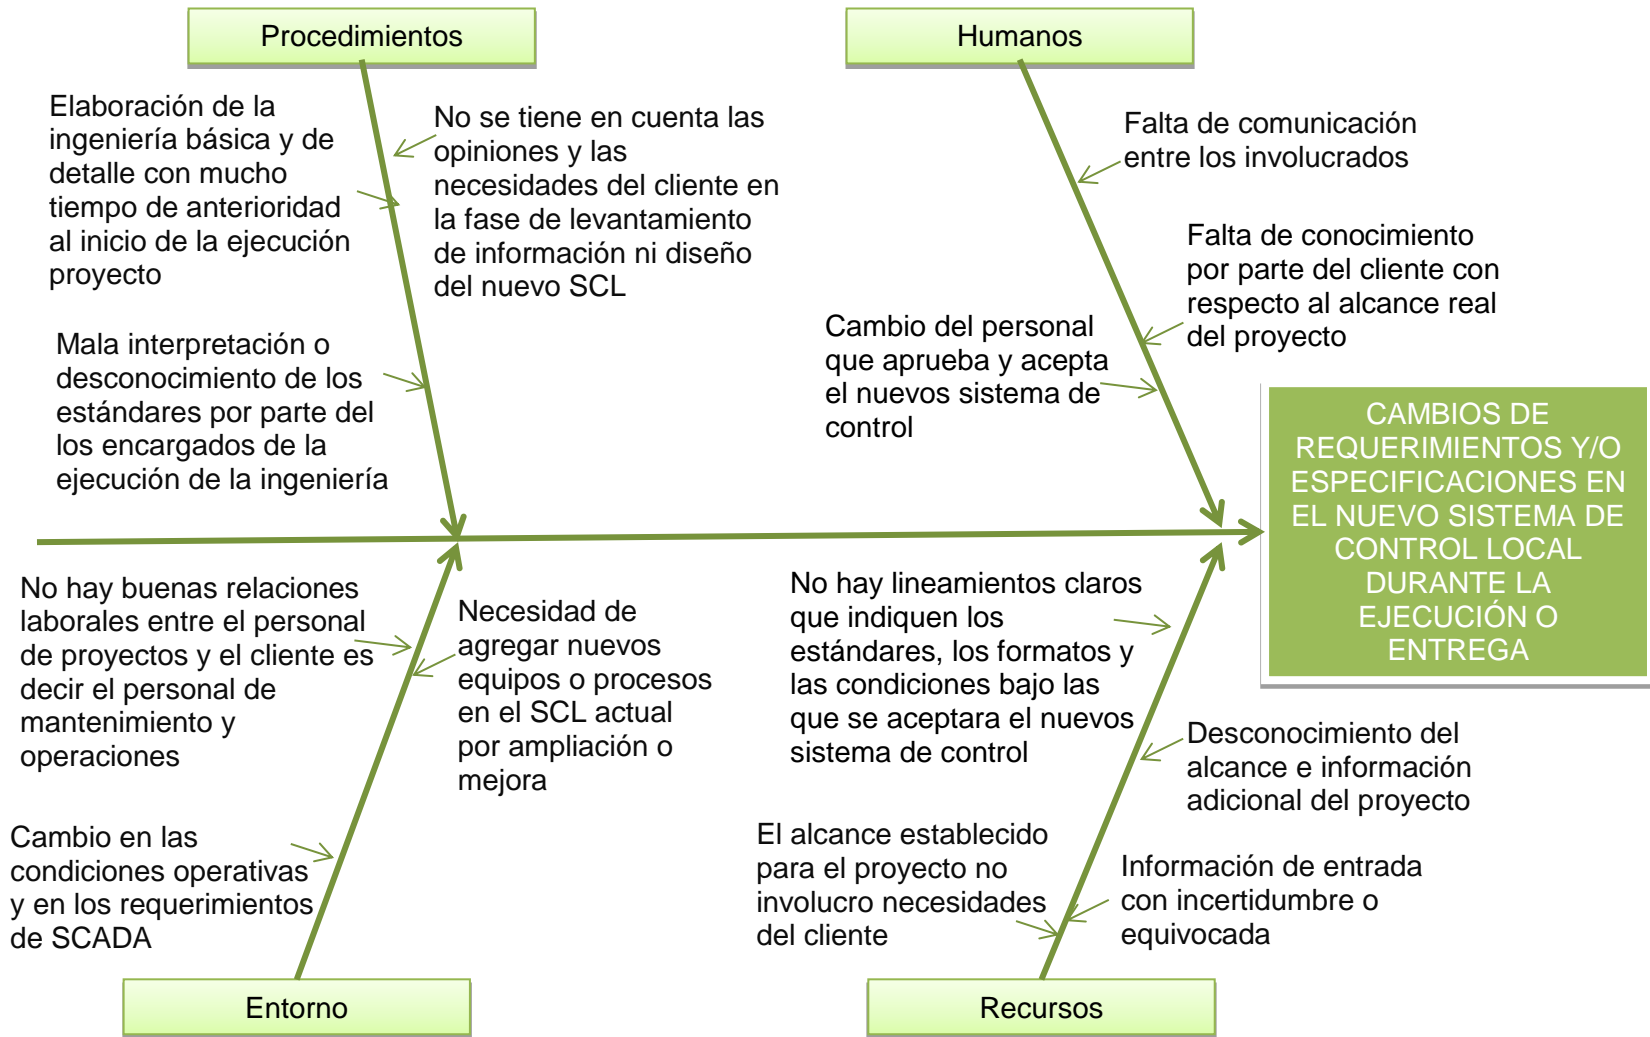 Procedimientos
Humanos
Elaboración de la
ingeniería básica y de
detalle con mucho
tiempo de anterioridad
al inicio de la ejecución
proyecto
No se tiene en cuenta las
opiniones y las
necesidades del cliente en
la fase de levantamiento
de información ni diseño
del nuevo SCL
Falta de comunicación
entre los involucrados
Falta de conocimiento
por parte del cliente con
respecto al alcance real
del proyecto
Mala interpretación o
desconocimiento de los
estándares por parte del
los encargados de la
ejecución de la ingeniería
Cambio del personal
que aprueba y acepta
el nuevos sistema de
control
CAMBIOS DE
REQUERIMIENTOS Y/O
ESPECIFICACIONES EN
EL NUEVO SISTEMA DE
CONTROL LOCAL
DURANTE LA
EJECUCIÓN O
ENTREGA
No hay buenas relaciones
laborales entre el personal
de proyectos y el cliente es
decir el personal de
mantenimiento y
operaciones
Necesidad de
agregar nuevos
equipos o procesos
en el SCL actual
por ampliación o
mejora
No hay lineamientos claros
que indiquen los
estándares, los formatos y
las condiciones bajo las
que se aceptara el nuevos
sistema de control
Desconocimiento del
alcance e información
adicional del proyecto
Cambio en las
condiciones operativas
y en los requerimientos
de SCADA
El alcance establecido
para el proyecto no
involucro necesidades
del cliente
Información de entrada
con incertidumbre o
equivocada
Entorno
Recursos